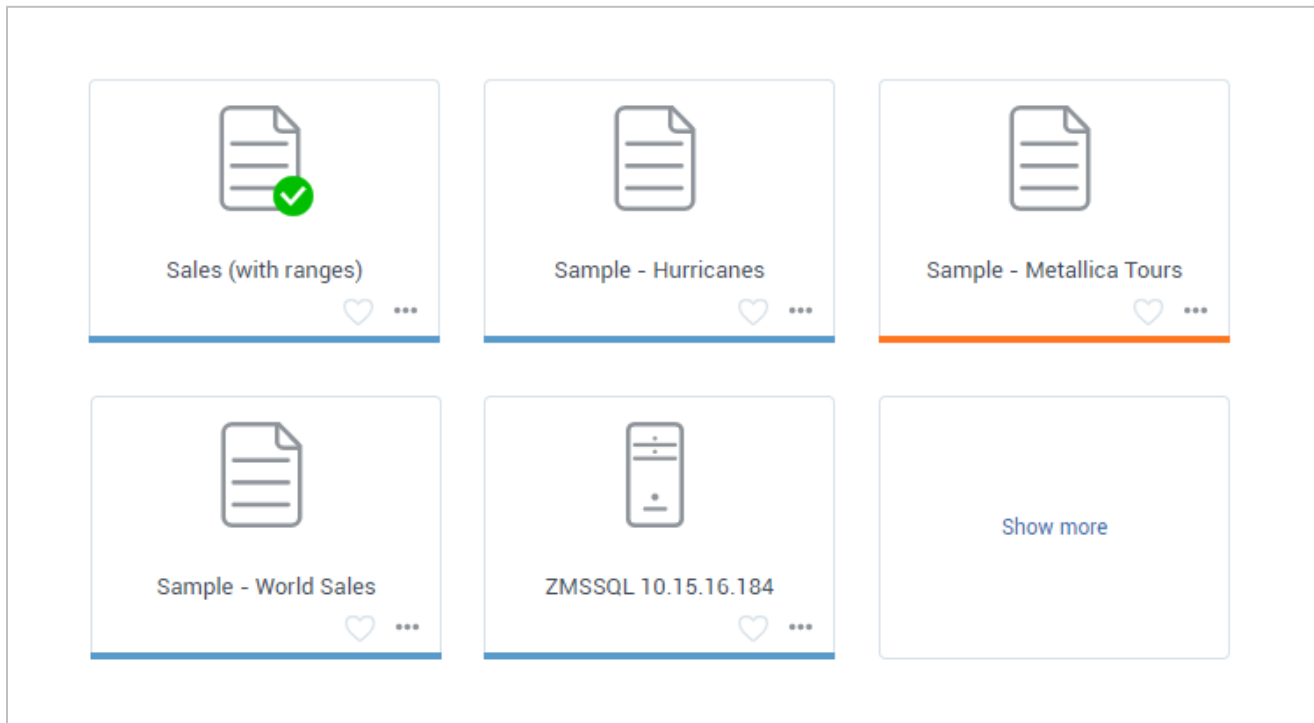 Sales (with ranges)
Sample - Hurricanes
Sample - Metallica Tours
Sample - World Sales
ZMSSQL 10.15.16.184
Show more